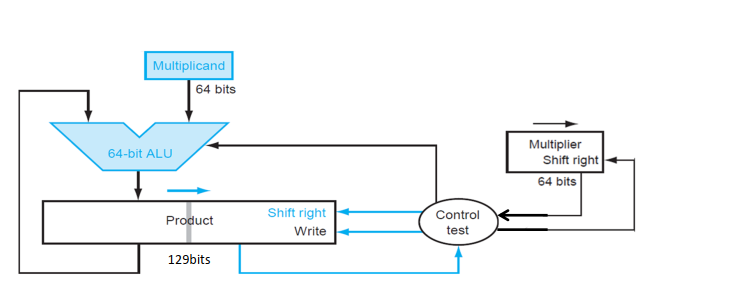 Multiplicand
64 bits
64-bit ALU
Multiplier
Shift right
64 bits
Product
Shift right
Write
Control
test
129bits